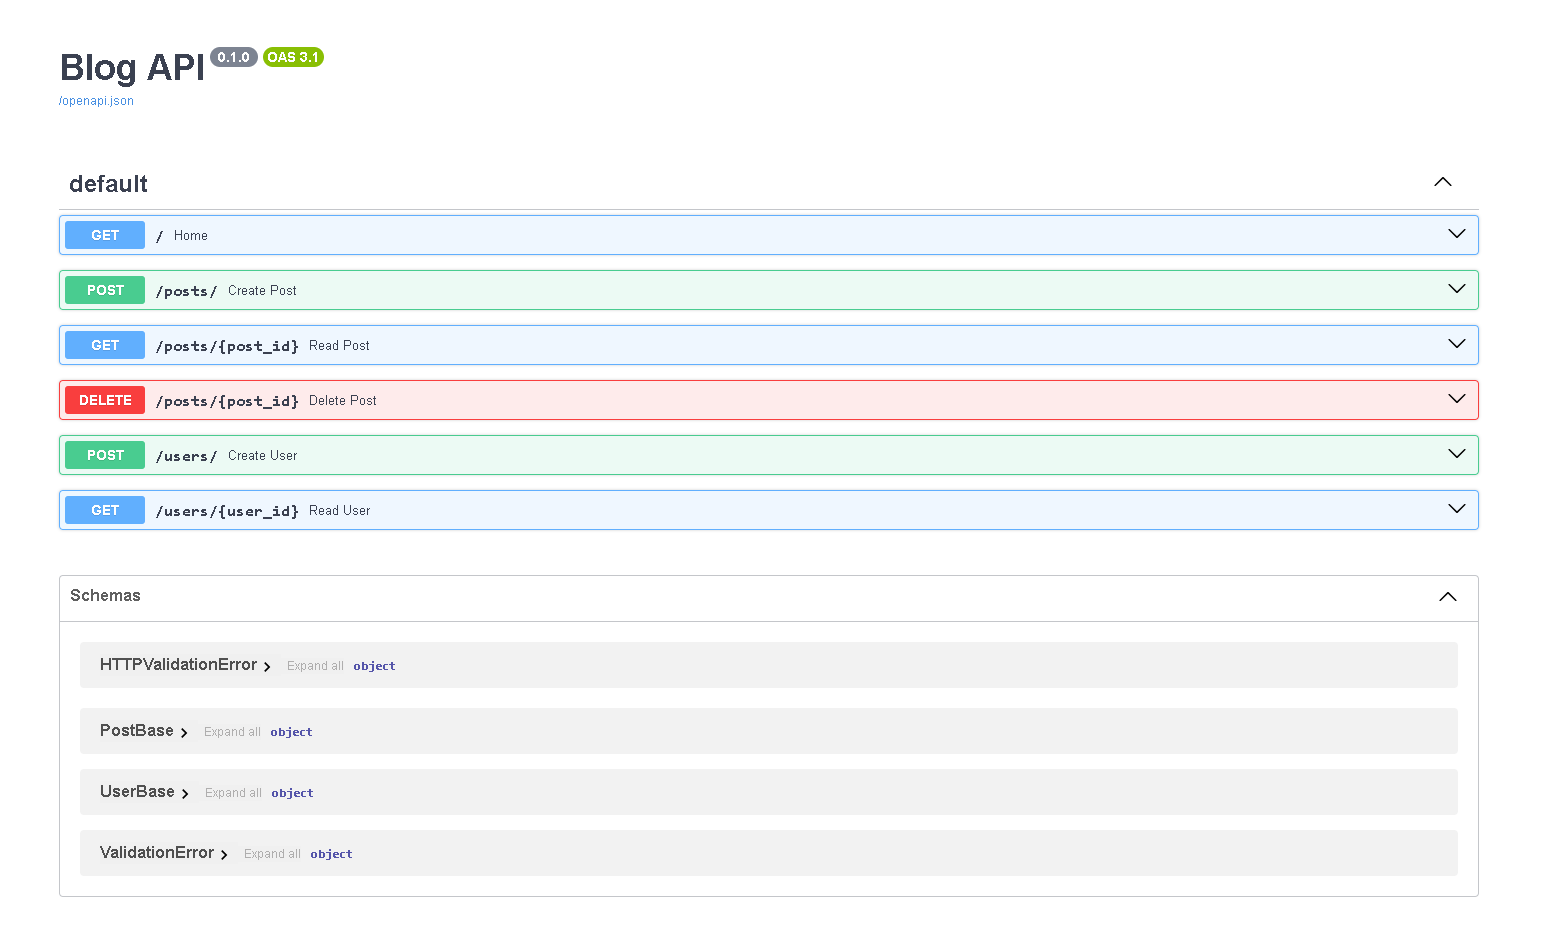 Blog API 0.1.0 OAS 3.1
/openapi.json
default
GET / Home
POST /posts/ Create Post
GET /posts/{post_id} Read Post
DELETE /posts/{post_id} Delete Post
POST /users/ Create User
GET /users/{user_id} Read User
Schemas
HTTPValidationError Expand all object
PostBase Expand all object
UserBase Expand all object
ValidationError Expand all object